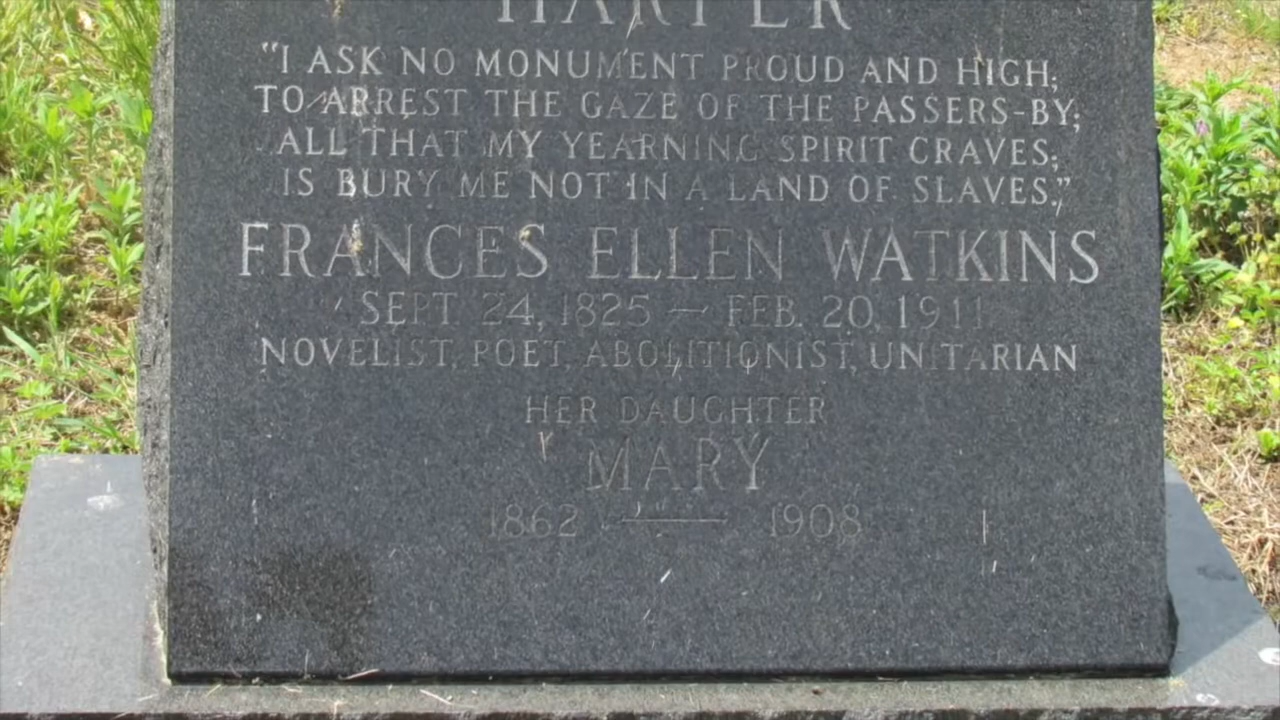 HARPER
"I ASK NO MONUMENT PROUD AND HIGH;
TO ARREST THE GAZE OF THE PASSERS-BY;
ALL THAT MY YEARNING SPIRIT CRAVES;
IS BURY ME NOT IN A LAND OF SLAVES."
FRANCES ELLEN WATKINS
SEPT. 24, 1825 — FEB. 20, 1911
NOVELIST, POET, ABOLITIONIST, UNITARIAN
HER DAUGHTER
MARY
1862 — 1908